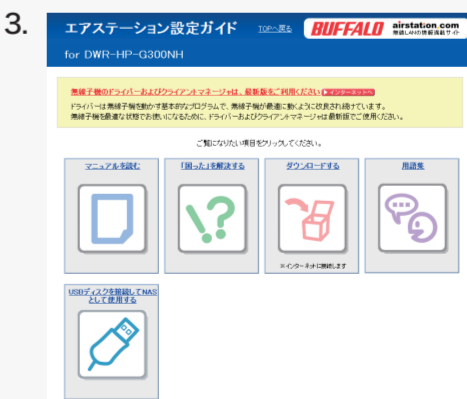 3.
エアステーション設定ガイド TOPへ戻る BUFFALO airstation.com
無線LANの情報満載サイト
for DWR-HP-G300NH
無線子機のドライバーおよびクライアントマネージャは、最新版をご利用ください ▶インターネットへ
ドライバーは無線子機を動かす基本的なプログラムで、無線子機が最適に動くように改良され続けています。
無線子機を最適な状態でお使いになるために、ドライバーおよびクライアントマネージャは最新版でご使用ください。
ご覧になりたい項目をクリックしてください。
マニュアルを読む 「困った」を解決する ダウンロードする 用語集
※インターネットに接続します
USBディスクを接続してNAS
として使用する